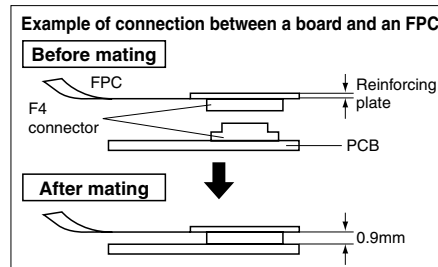 Example of connection between a board and an FPC
Before mating
FPC
Reinforcing
plate
F4
connector
PCB
After mating
0.9mm